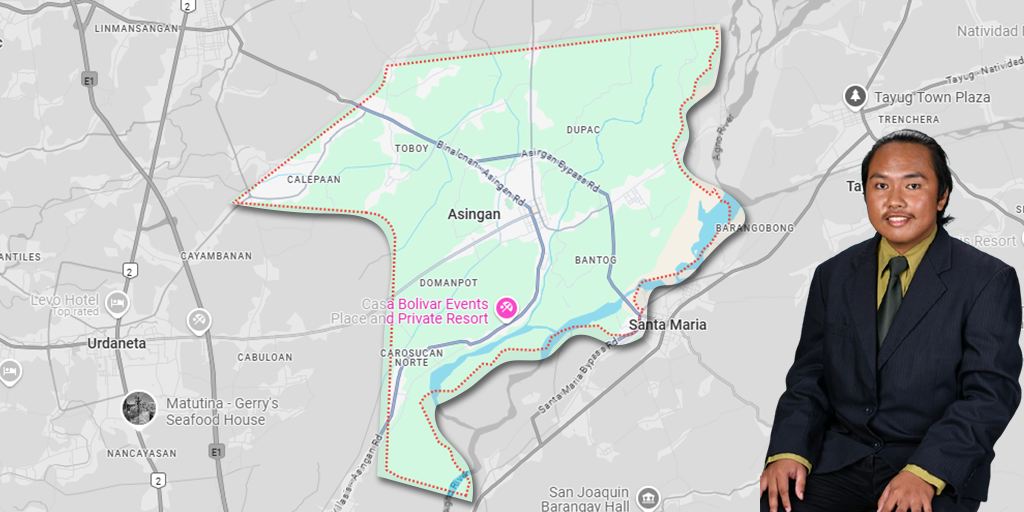 2
LINMANSANGAN
Natividad
Tayug - Natividad
E1
Tayug Town Plaza
TRENCHERA
Agno River
DUPAC
TOBOY
Binalonan - Asingan Rd
Asingan Bypass Rd
CALEPAAN
Asingan
BARANGOBONG
us Resort
ANTILES
CAYAMBANAN
BANTOG
2
DOMANPOT
Levo Hotel
Top rated
Casa Bolivar Events
Place and Private Resort
Santa Maria
Urdaneta
CABULOAN
CAROSUCAN
NORTE
Santa Maria Bypass Rd
Matutina - Gerry's
Seafood House
NANCAYASAN
E1
Villasis - Asingan Rd
2
San Joaquin
Barangay Hall